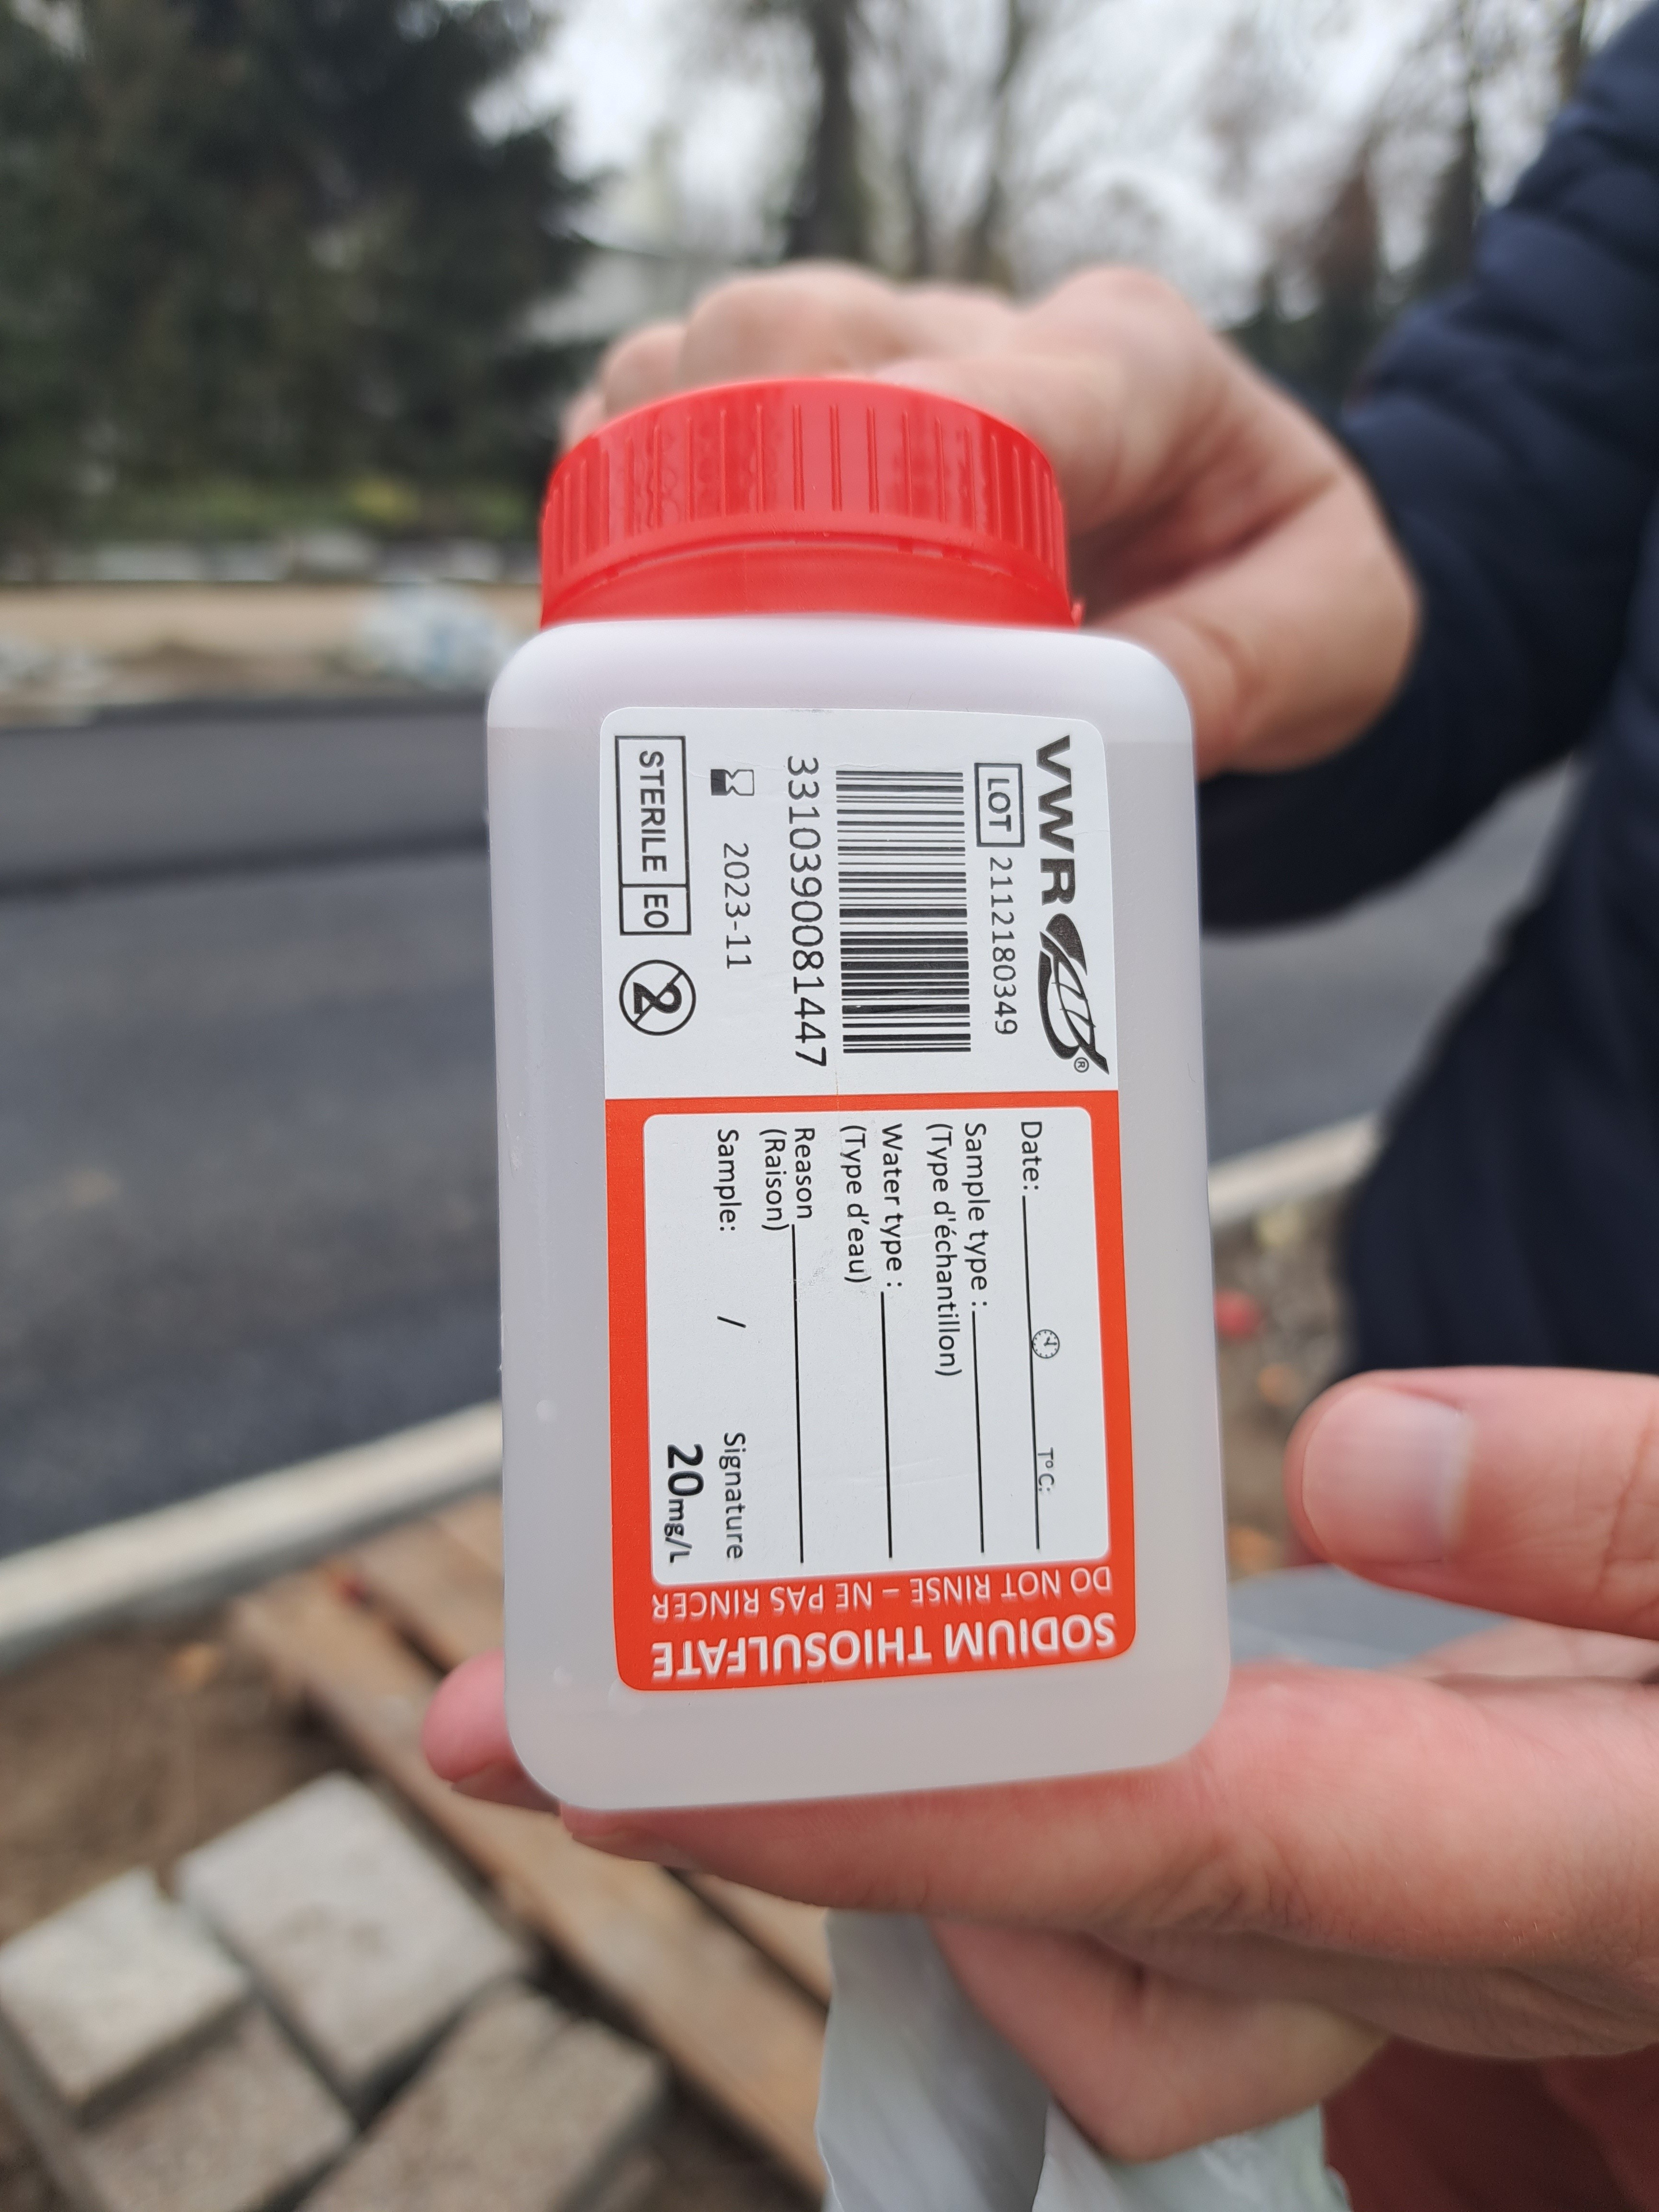 VWR®
LOT 2112180349
3310390081447
2023-11
STERILE EO
2
Date: T°C:
Sample type :
(Type d'échantillon)
Water type :
(Type d'eau)
Reason
(Raison)
Sample: / Signature
20mg/L
DO NOT RINSE – NE PAS RINCER
SODIUM THIOSULFATE